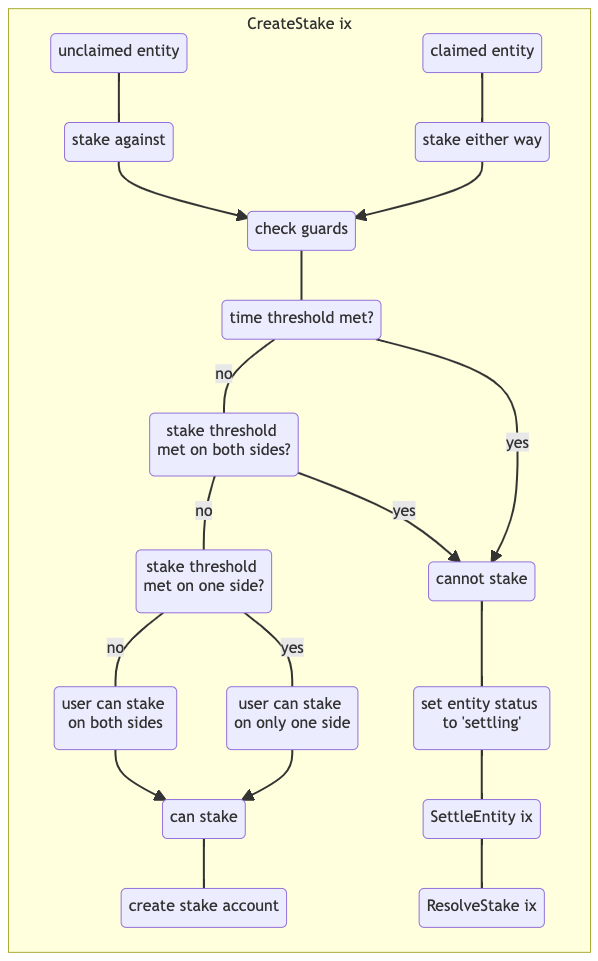 CreateStake ix
unclaimed entity
claimed entity
stake against
stake either way
check guards
time threshold met?
no
yes
stake threshold
met on both sides?
no
yes
stake threshold
met on one side?
cannot stake
no
yes
user can stake
on both sides
user can stake
on only one side
set entity status
to 'settling'
can stake
SettleEntity ix
create stake account
ResolveStake ix